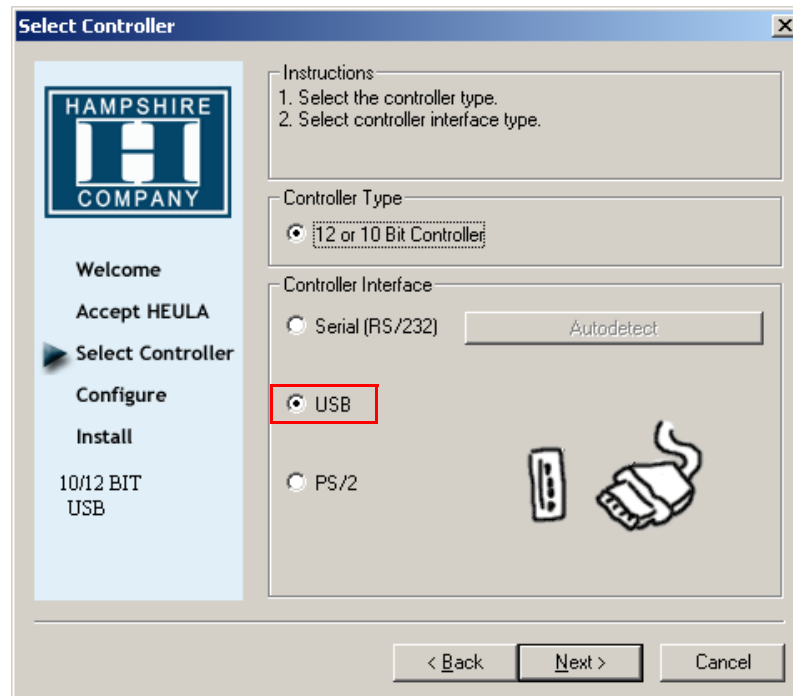 Select Controller
HAMPSHIRE
COMPANY
Welcome
Accept HEULA
Select Controller
Configure
Install
10/12 BIT
USB
Instructions
1. Select the controller type.
2. Select controller interface type.
Controller Type
12 or 10 Bit Controller
Controller Interface
Serial (RS/232)
Autodetect
USB
PS/2
< Back
Next >
Cancel